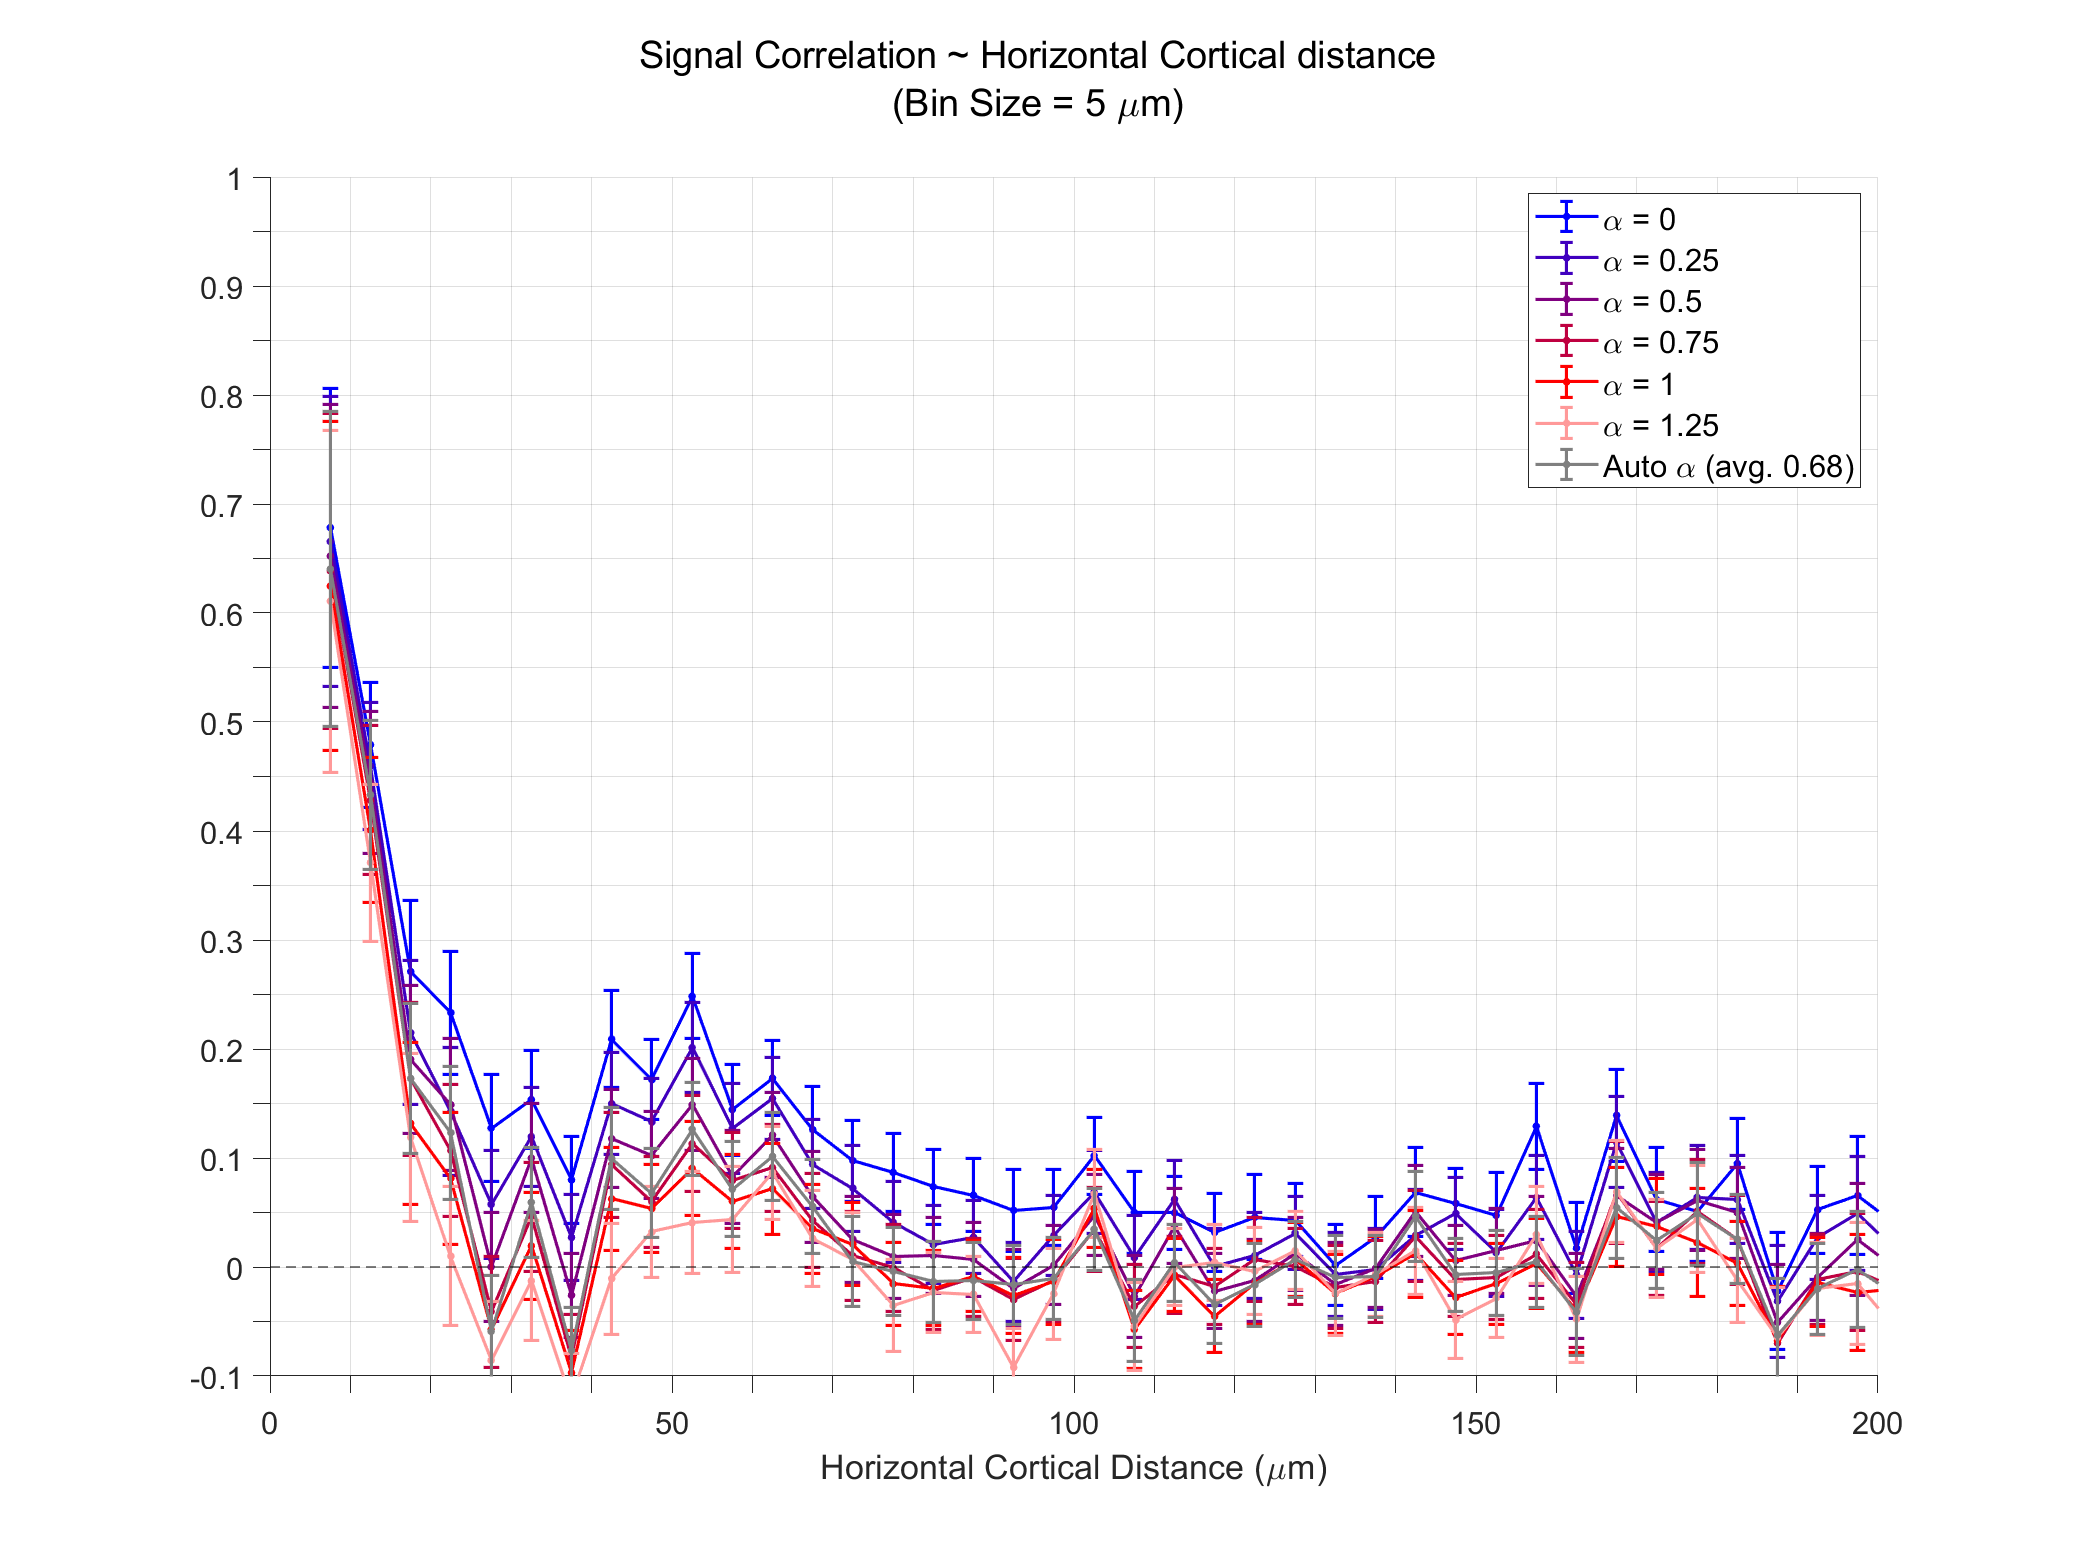 Signal Correlation ~ Horizontal Cortical distance
(Bin Size = 5 μm)
1
0.9
0.8
0.7
0.6
0.5
0.4
0.3
0.2
0.1
0
-0.1
α = 0
α = 0.25
α = 0.5
α = 0.75
α = 1
α = 1.25
Auto α (avg. 0.68)
0 50 100 150 200
Horizontal Cortical Distance (μm)